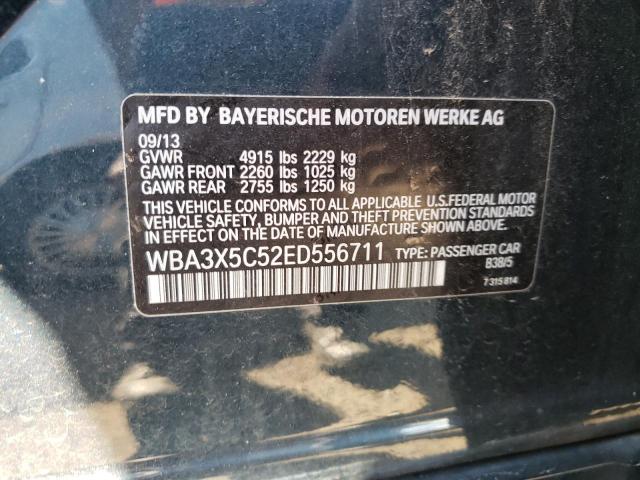 MFD BY BAYERISCHE MOTOREN WERKE AG
09/13
GVWR 4915 lbs 2229 kg
GAWR FRONT 2260 lbs 1025 kg
GAWR REAR 2755 lbs 1250 kg
THIS VEHICLE CONFORMS TO ALL APPLICABLE U.S.FEDERAL MOTOR
VEHICLE SAFETY, BUMPER AND THEFT PREVENTION STANDARDS
IN EFFECT ON THE DATE OF MANUFACTURE SHOWN ABOVE.
WBA3X5C52ED556711 TYPE: PASSENGER CAR
B38/5
7 315 814